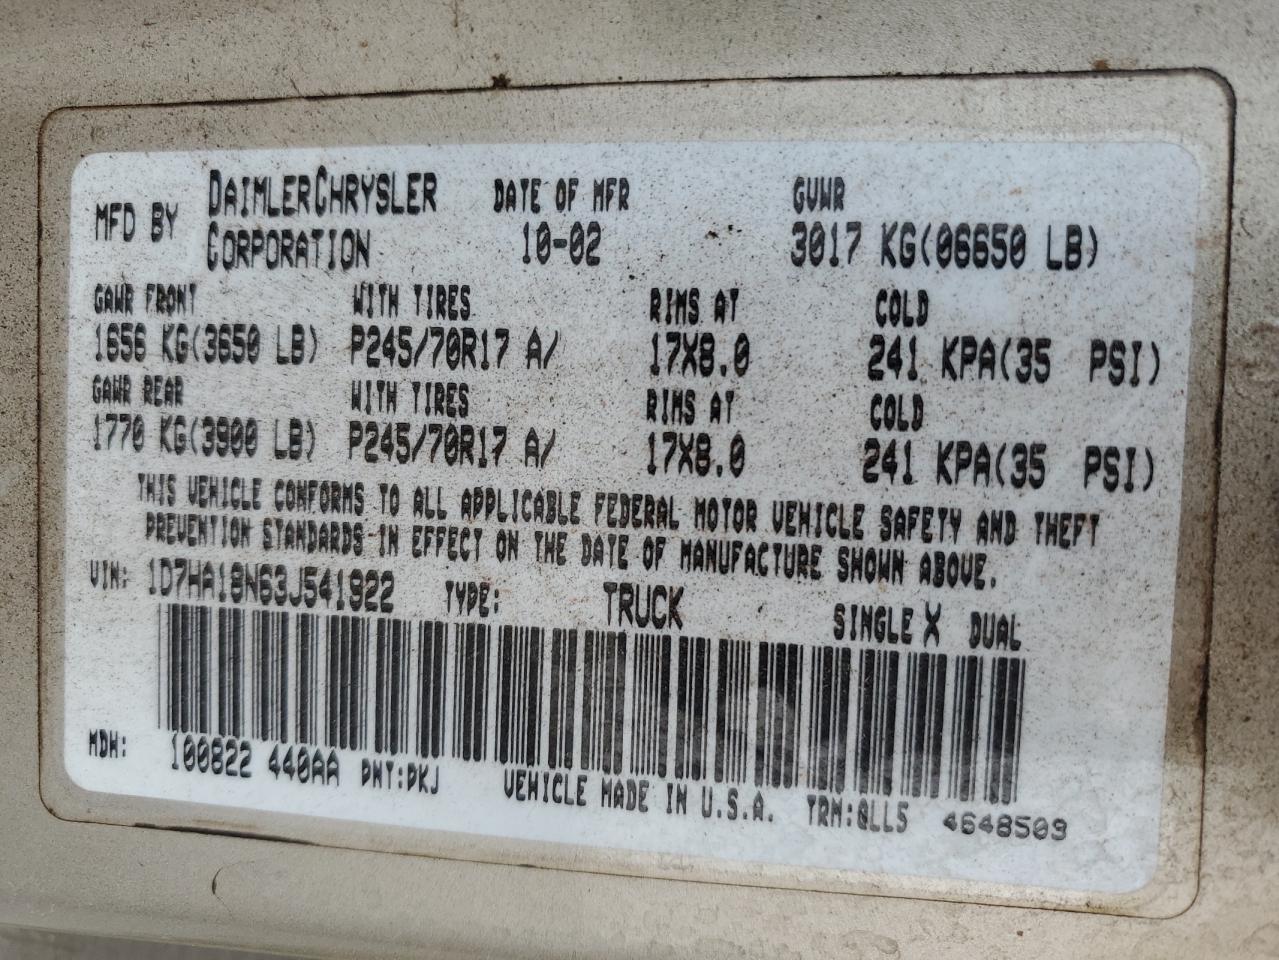 MFD BY DAIMLERCHRYSLER CORPORATION DATE OF MFR 10-02 GVWR 3017 KG(06650 LB)
GAWR FRONT WITH TIRES RIMS AT COLD
1656 KG(3650 LB) P245/70R17 A/ 17X8.0 241 KPA(35 PSI)
GAWR REAR WITH TIRES RIMS AT COLD
1770 KG(3900 LB) P245/70R17 A/ 17X8.0 241 KPA(35 PSI)
THIS VEHICLE CONFORMS TO ALL APPLICABLE FEDERAL MOTOR VEHICLE SAFETY AND THEFT
PREVENTION STANDARDS IN EFFECT ON THE DATE OF MANUFACTURE SHOWN ABOVE.
VIN: 1D7HA18N63J541922 TYPE: TRUCK SINGLE X DUAL
MDH: 100822 440AA PNT:PKJ VEHICLE MADE IN U.S.A. TRM:QLL5 4648503